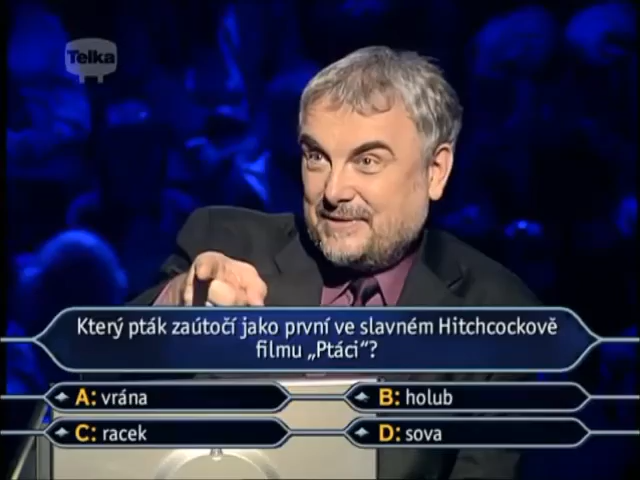 Telka
Který pták zaútočí jako první ve slavném Hitchcockově
filmu „Ptáci“?
A: vrána
B: holub
C: racek
D: sova